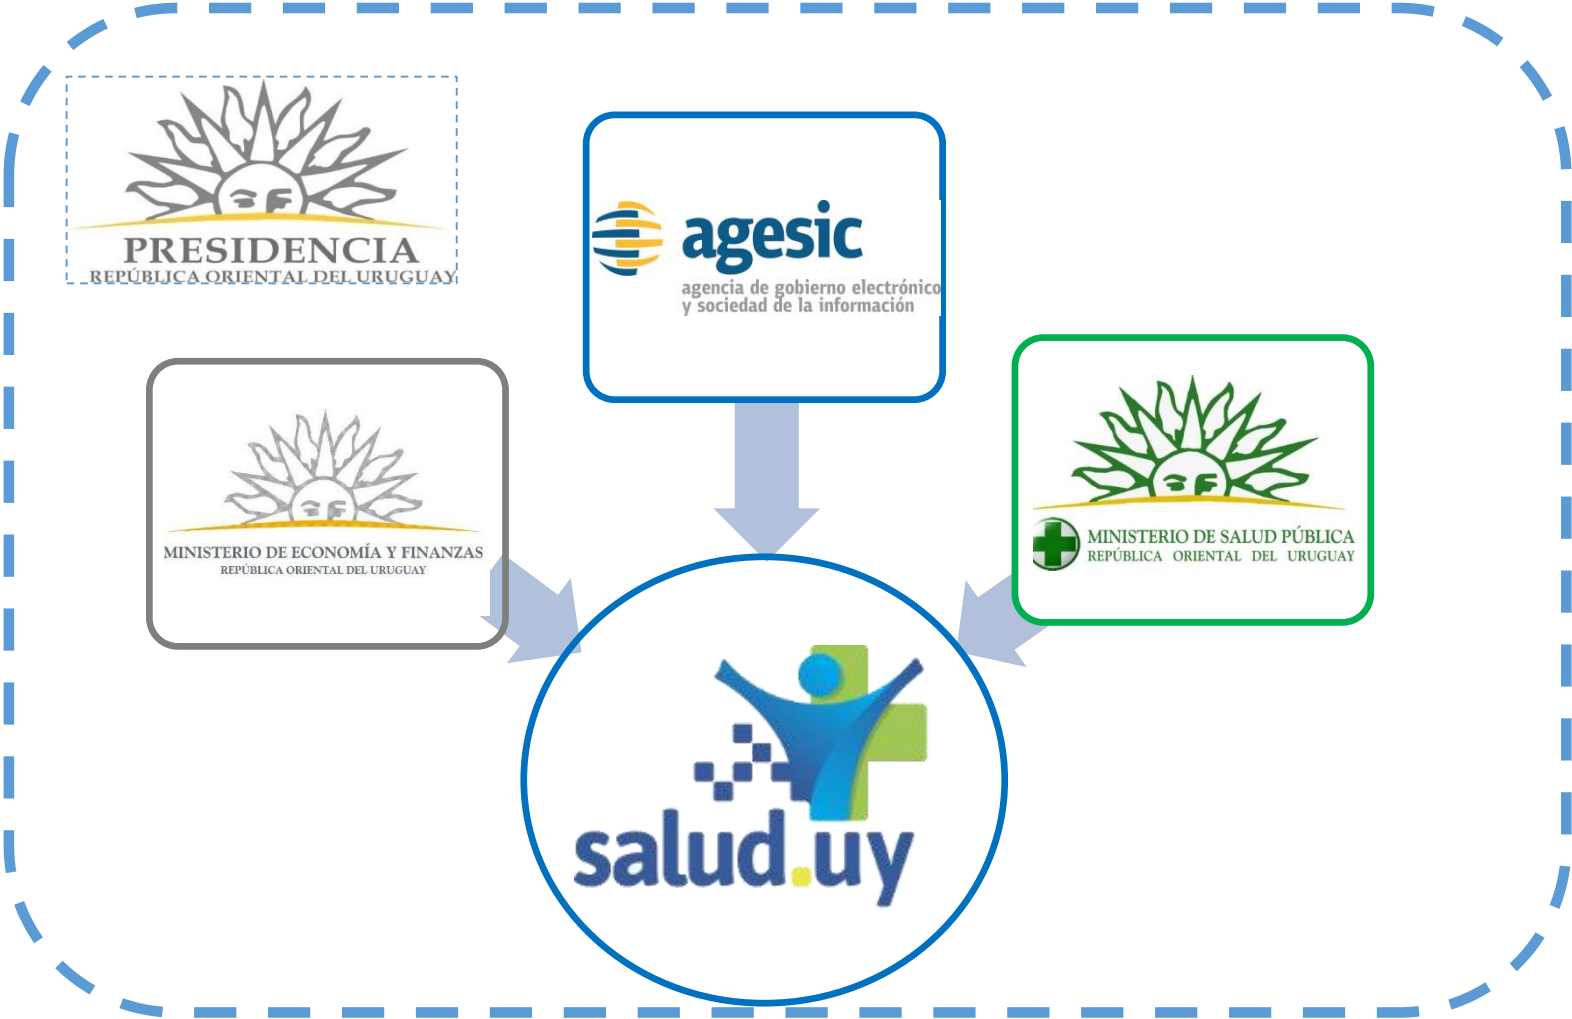 PRESIDENCIA
REPÚBLICA ORIENTAL DEL URUGUAY
agesic
agencia de gobierno electrónico
y sociedad de la información
MINISTERIO DE ECONOMÍA Y FINANZAS
REPÚBLICA ORIENTAL DEL URUGUAY
MINISTERIO DE SALUD PÚBLICA
REPÚBLICA ORIENTAL DEL URUGUAY
salud.uy